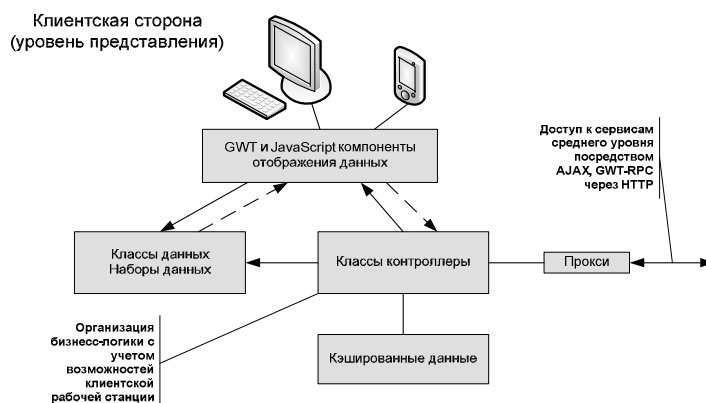 Клиентская сторона
(уровень представления)
GWT и JavaScript компоненты
отображения данных
Доступ к сервисам
среднего уровня
посредством
AJAX, GWT-RPC
через HTTP
Классы данных
Наборы данных
Классы контроллеры
Прокси
Организация
бизнес-логики с
учетом
возможностей
клиентской
рабочей станции
Кэшированные данные